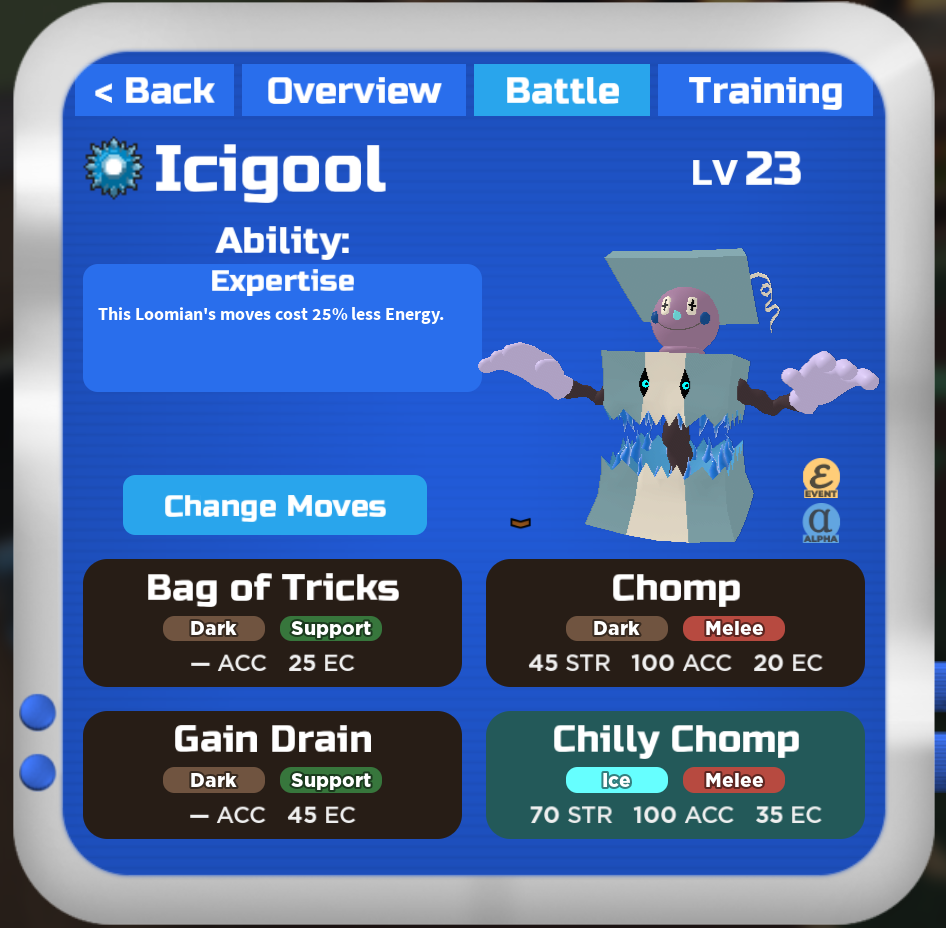 < Back Overview Battle Training
Icigool LV 23
Ability:
Expertise
This Loomian's moves cost 25% less Energy.
ε
EVENT
α
ALPHA
Change Moves
Bag of Tricks
Dark Support
— ACC 25 EC
Chomp
Dark Melee
45 STR 100 ACC 20 EC
Gain Drain
Dark Support
— ACC 45 EC
Chilly Chomp
Ice Melee
70 STR 100 ACC 35 EC